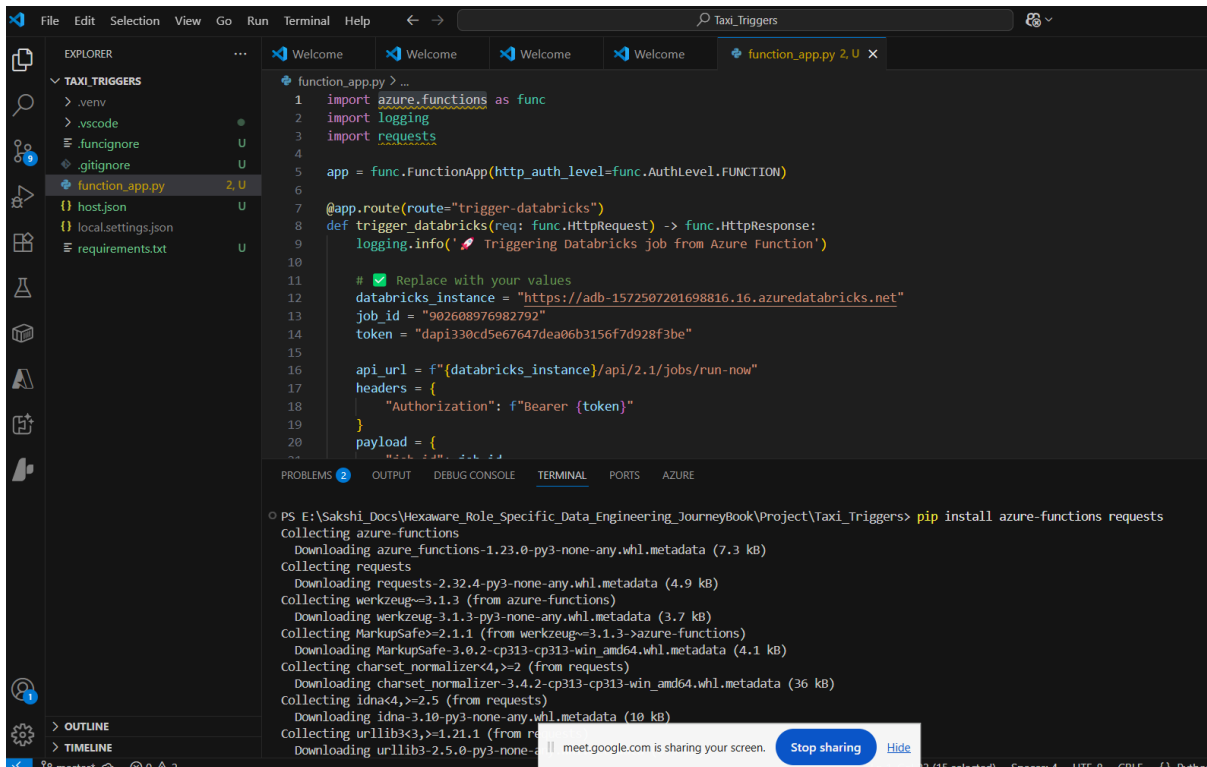 File Edit Selection View Go Run Terminal Help
Taxi_Triggers
EXPLORER
TAXI_TRIGGERS
.venv
.vscode
.funcignore U
.gitignore U
function_app.py 2, U
host.json U
local.settings.json
requirements.txt U
OUTLINE
TIMELINE
9
1
Welcome Welcome Welcome Welcome function_app.py 2, U
function_app.py > ...
1 import azure.functions as func
2 import logging
3 import requests
4
5 app = func.FunctionApp(http_auth_level=func.AuthLevel.FUNCTION)
6
7 @app.route(route="trigger-databricks")
8 def trigger_databricks(req: func.HttpRequest) -> func.HttpResponse:
9 logging.info('🚀 Triggering Databricks job from Azure Function')
10
11 # ✅ Replace with your values
12 databricks_instance = "https://adb-1572507201698816.16.azuredatabricks.net"
13 job_id = "902608976982792"
14 token = "dapi330cd5e67647dea06b3156f7d928f3be"
15
16 api_url = f"{databricks_instance}/api/2.1/jobs/run-now"
17 headers = {
18 "Authorization": f"Bearer {token}"
19 }
20 payload = {
PROBLEMS 2 OUTPUT DEBUG CONSOLE TERMINAL PORTS AZURE
PS E:\Sakshi_Docs\Hexaware_Role_Specific_Data_Engineering_JourneyBook\Project\Taxi_Triggers> pip install azure-functions requests
Collecting azure-functions
Downloading azure_functions-1.23.0-py3-none-any.whl.metadata (7.3 kB)
Collecting requests
Downloading requests-2.32.4-py3-none-any.whl.metadata (4.9 kB)
Collecting werkzeug~=3.1.3 (from azure-functions)
Downloading werkzeug-3.1.3-py3-none-any.whl.metadata (3.7 kB)
Collecting MarkupSafe>=2.1.1 (from werkzeug~=3.1.3->azure-functions)
Downloading MarkupSafe-3.0.2-cp313-cp313-win_amd64.whl.metadata (4.1 kB)
Collecting charset_normalizer<4,>=2 (from requests)
Downloading charset_normalizer-3.4.2-cp313-cp313-win_amd64.whl.metadata (36 kB)
Collecting idna<4,>=2.5 (from requests)
Downloading idna-3.10-py3-none-any.whl.metadata (10 kB)
Collecting urllib3<3,>=1.21.1 (from
Downloading urllib3-2.5.0-py3-none-
meet.google.com is sharing your screen. Stop sharing Hide